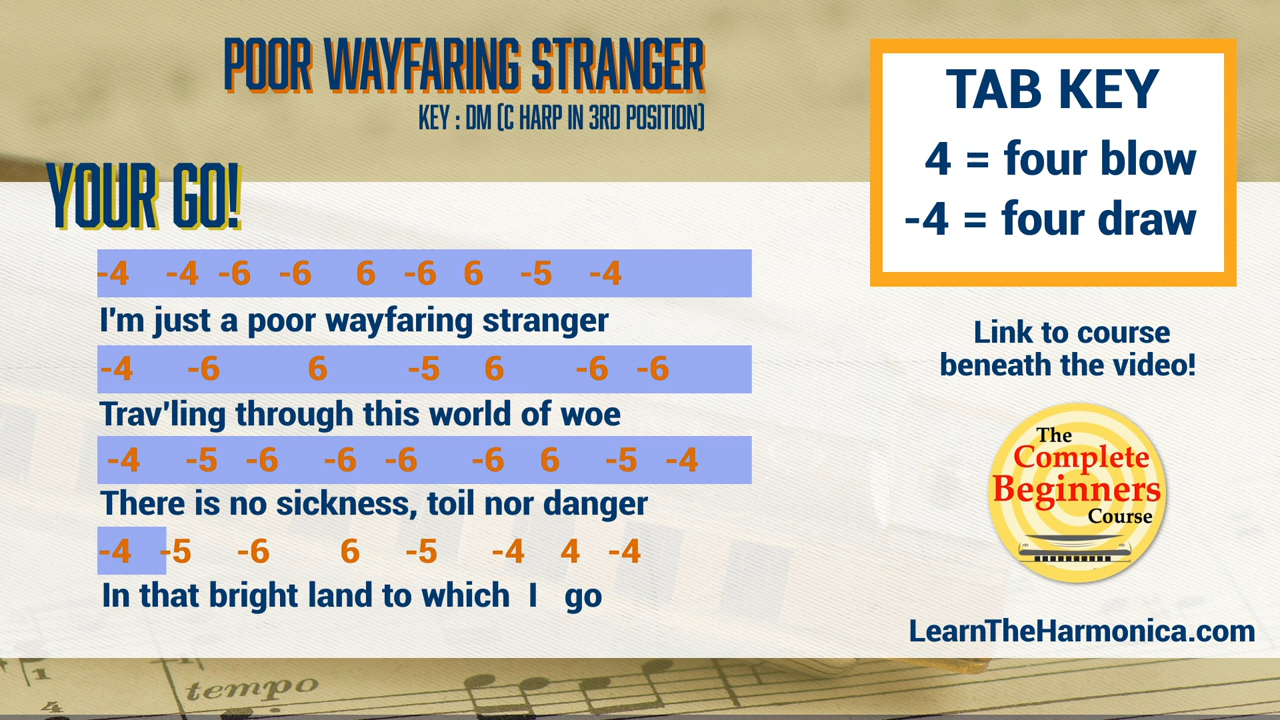 POOR WAYFARING STRANGER
KEY : DM (C HARP IN 3RD POSITION)
YOUR GO!
-4 -4 -6 -6 6 -6 6 -5 -4
I'm just a poor wayfaring stranger
-4 -6 6 -5 6 -6 -6
Trav'ling through this world of woe
-4 -5 -6 -6 -6 -6 6 -5 -4
There is no sickness, toil nor danger
-4 -5 -6 6 -5 -4 4 -4
In that bright land to which I go
TAB KEY
4 = four blow
-4 = four draw
Link to course
beneath the video!
The
Complete
Beginners
Course
LearnTheHarmonica.com
tempo